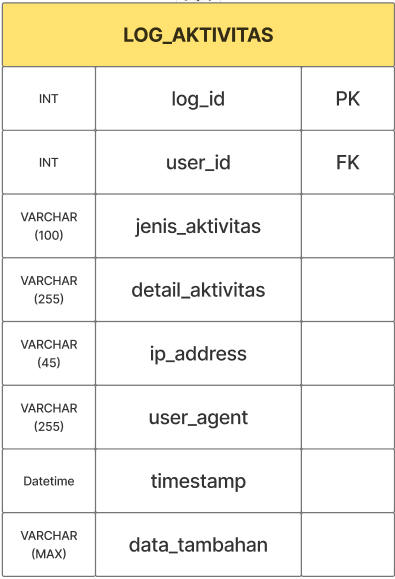 LOG_AKTIVITAS
INT log_id PK
INT user_id FK
VARCHAR
(100) jenis_aktivitas
VARCHAR
(255) detail_aktivitas
VARCHAR
(45) ip_address
VARCHAR
(255) user_agent
Datetime timestamp
VARCHAR
(MAX) data_tambahan